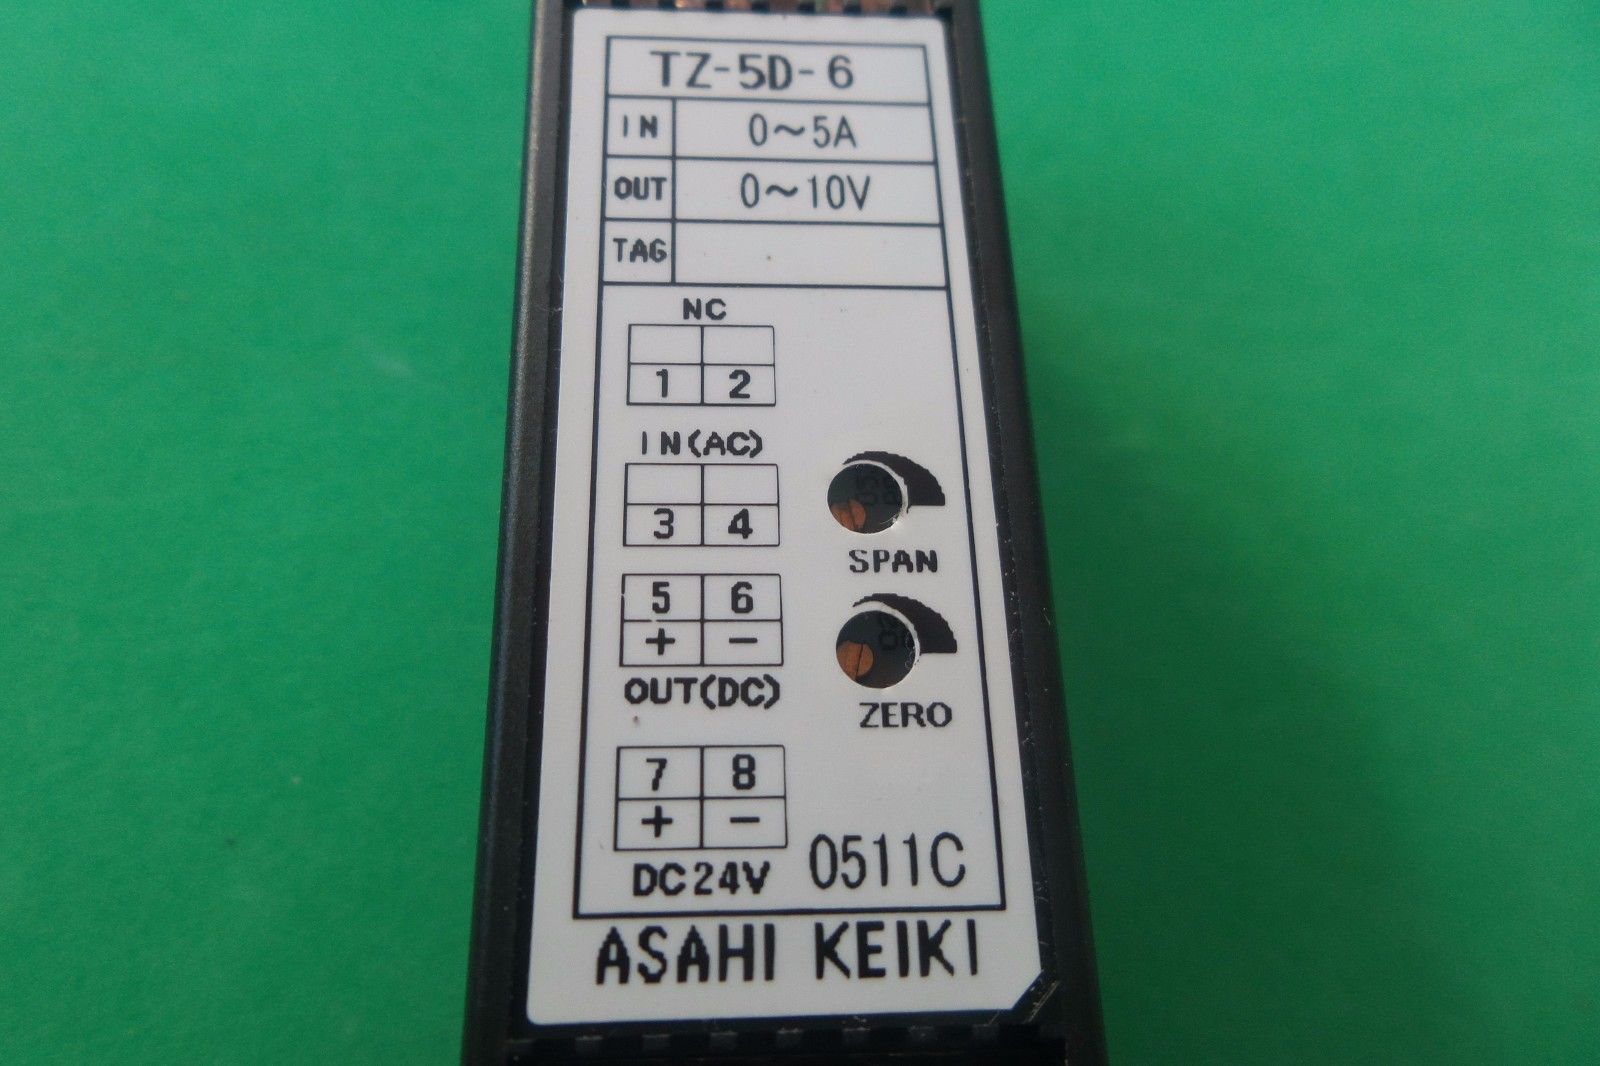 TZ-5D-6
IN 0~5A
OUT 0~10V
TAG
NC
1 2
IN(AC)
3 4
SPAN
5 6
+ -
OUT(DC)
ZERO
7 8
+ -
DC24V 0511C
ASAHI KEIKI